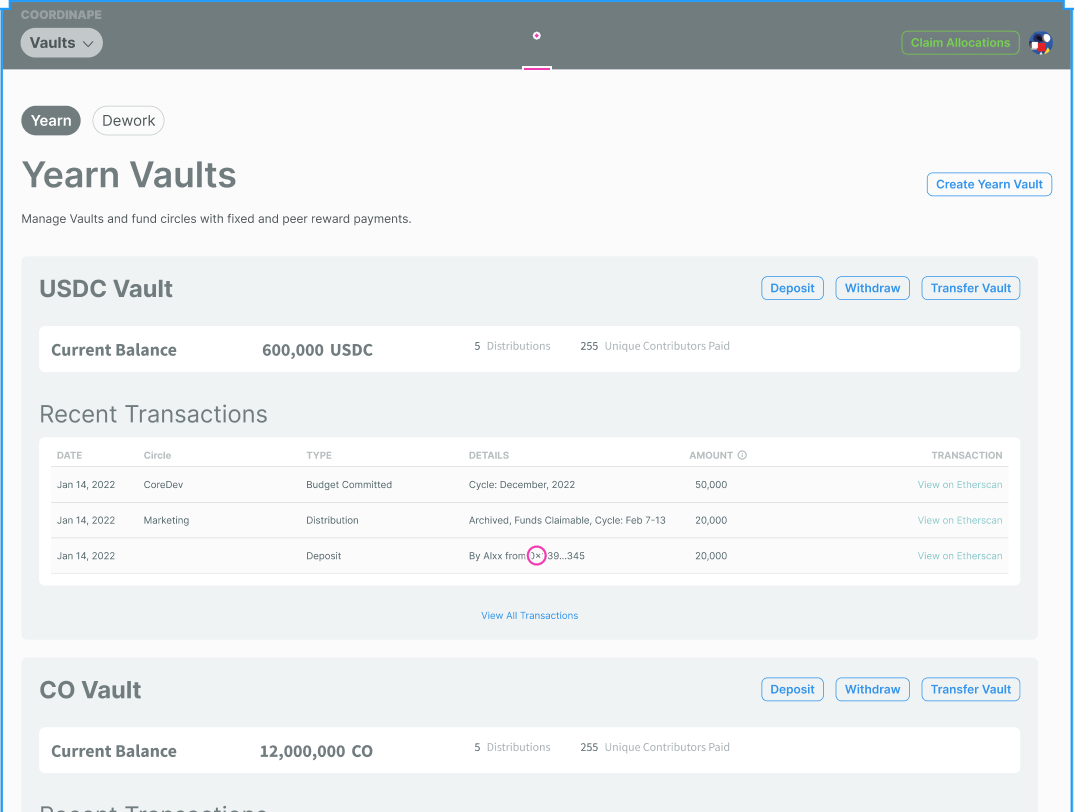 COORDINAPE
Vaults
Claim Allocations
Yearn Dework
Yearn Vaults
Create Yearn Vault
Manage Vaults and fund circles with fixed and peer reward payments.
USDC Vault
Deposit Withdraw Transfer Vault
Current Balance 600,000 USDC 5 Distributions 255 Unique Contributors Paid
Recent Transactions
DATE Circle TYPE DETAILS AMOUNT TRANSACTION
Jan 14, 2022 CoreDev Budget Committed Cycle: December, 2022 50,000 View on Etherscan
Jan 14, 2022 Marketing Distribution Archived, Funds Claimable, Cycle: Feb 7-13 20,000 View on Etherscan
Jan 14, 2022 Deposit By Alxx from 0x39...345 20,000 View on Etherscan
View All Transactions
CO Vault
Deposit Withdraw Transfer Vault
Current Balance 12,000,000 CO 5 Distributions 255 Unique Contributors Paid
Recent Transactions